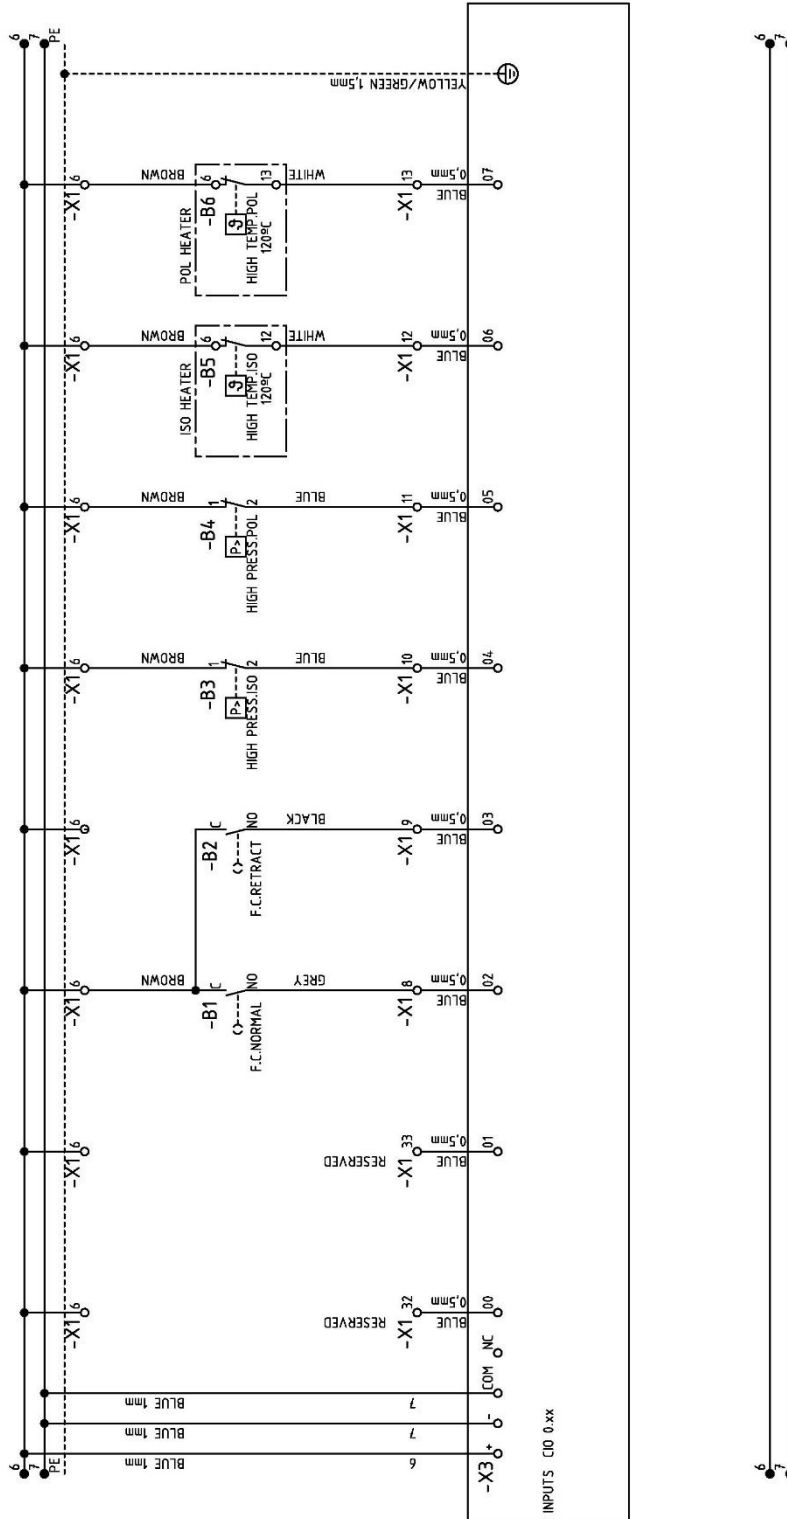 6
7
PE
BLUE 1mm
6
-X3 +
BLUE 1mm
7
-
BLUE 1mm
7
COM
NC
-X1 6
RESERVED
-X1 32
BLUE 0,5mm
00
-X1 6
RESERVED
-X1 33
BLUE 0,5mm
01
-X1 6
BROWN
-B1 C
NO
F.C.NORMAL
GREY
-X1 8
BLUE 0,5mm
02
-X1 6
-B2 C
NO
F.C.RETRACT
BLACK
-X1 9
BLUE 0,5mm
03
-X1 6
BROWN
-B3 1
P>
2
HIGH PRESS.ISO
BLUE
-X1 10
BLUE 0,5mm
04
-X1 6
BROWN
-B4 1
P>
2
HIGH PRESS.POL
BLUE
-X1 11
BLUE 0,5mm
05
-X1 6
BROWN
ISO HEATER
-B5 6
ϑ
12
HIGH TEMP.ISO
120ºC
WHITE
-X1 12
BLUE 0,5mm
06
-X1 6
BROWN
POL HEATER
-B6 6
ϑ
13
HIGH TEMP.POL
120ºC
WHITE
-X1 13
BLUE 0,5mm
07
YELLOW/GREEN 1,5mm
6
7
PE
INPUTS CIO 0.xx
6
7
6
7